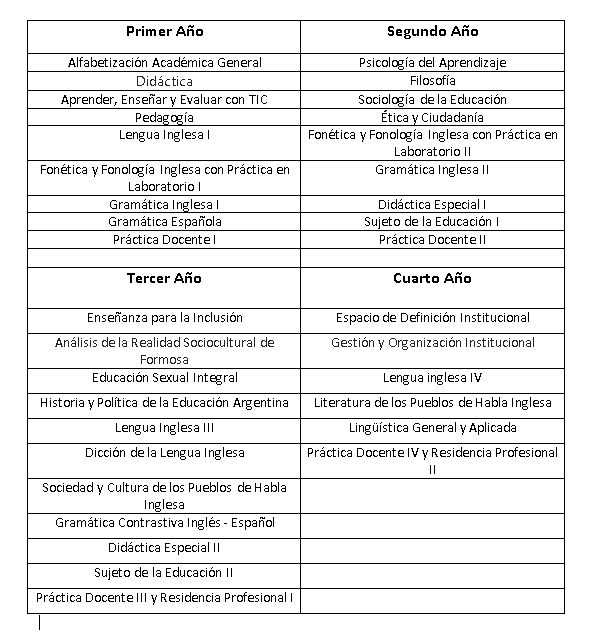 Primer Año
Segundo Año
Alfabetización Académica General
Psicología del Aprendizaje
Didáctica
Filosofía
Aprender, Enseñar y Evaluar con TIC
Sociología de la Educación
Pedagogía
Ética y Ciudadanía
Lengua Inglesa I
Fonética y Fonología Inglesa con Práctica en
Laboratorio II
Fonética y Fonología Inglesa con Práctica en
Laboratorio I
Gramática Inglesa II
Gramática Inglesa I
Didáctica Especial I
Gramática Española
Sujeto de la Educación I
Práctica Docente I
Práctica Docente II
Tercer Año
Cuarto Año
Enseñanza para la Inclusión
Espacio de Definición Institucional
Análisis de la Realidad Sociocultural de
Formosa
Gestión y Organización Institucional
Educación Sexual Integral
Lengua inglesa IV
Historia y Política de la Educación Argentina
Literatura de los Pueblos de Habla Inglesa
Lengua Inglesa III
Lingüística General y Aplicada
Dicción de la Lengua Inglesa
Práctica Docente IV y Residencia Profesional
II
Sociedad y Cultura de los Pueblos de Habla
Inglesa
Gramática Contrastiva Inglés - Español
Didáctica Especial II
Sujeto de la Educación II
Práctica Docente III y Residencia Profesional I